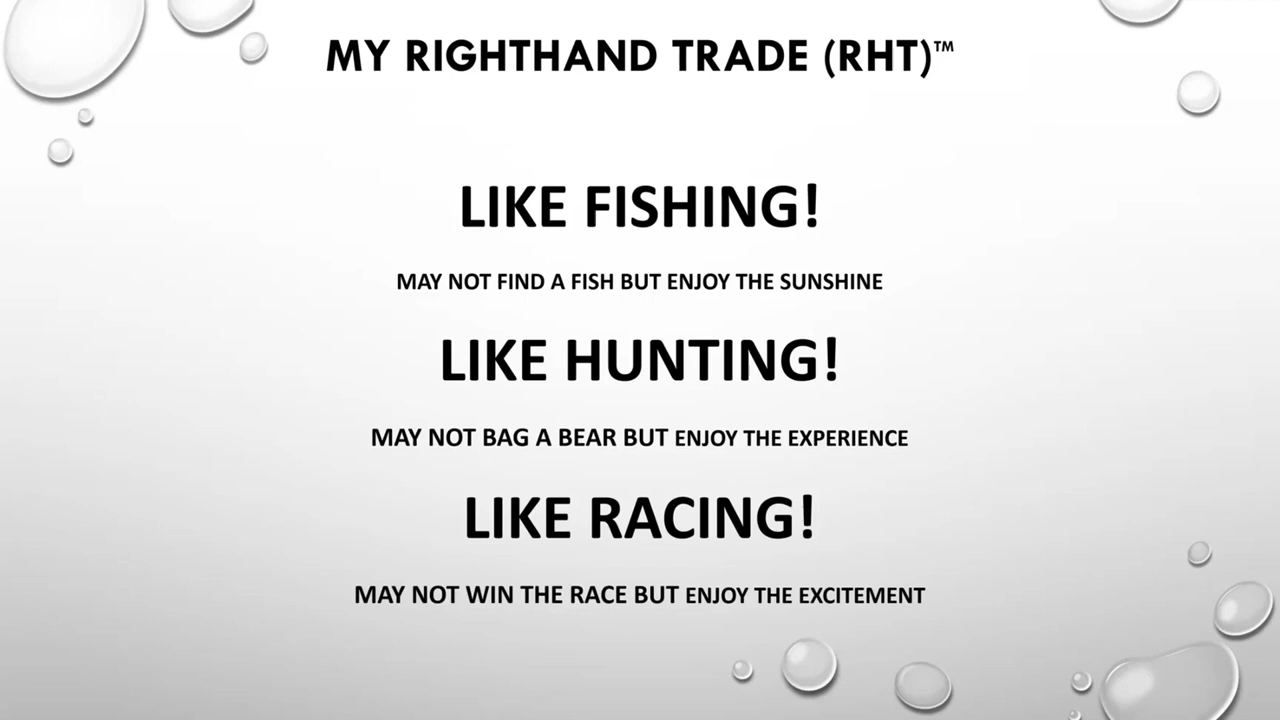 MY RIGHTHAND TRADE (RHT)™
LIKE FISHING!
MAY NOT FIND A FISH BUT ENJOY THE SUNSHINE
LIKE HUNTING!
MAY NOT BAG A BEAR BUT ENJOY THE EXPERIENCE
LIKE RACING!
MAY NOT WIN THE RACE BUT ENJOY THE EXCITEMENT